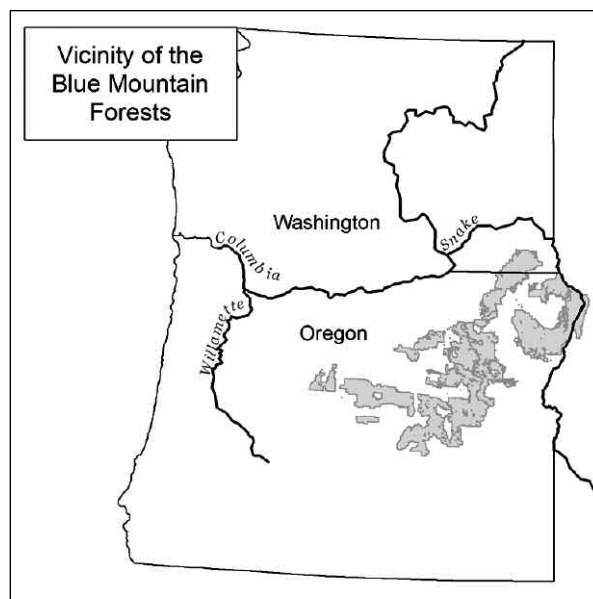 Vicinity of the
Blue Mountain
Forests
Washington
Snake
Columbia
Willamette
Oregon